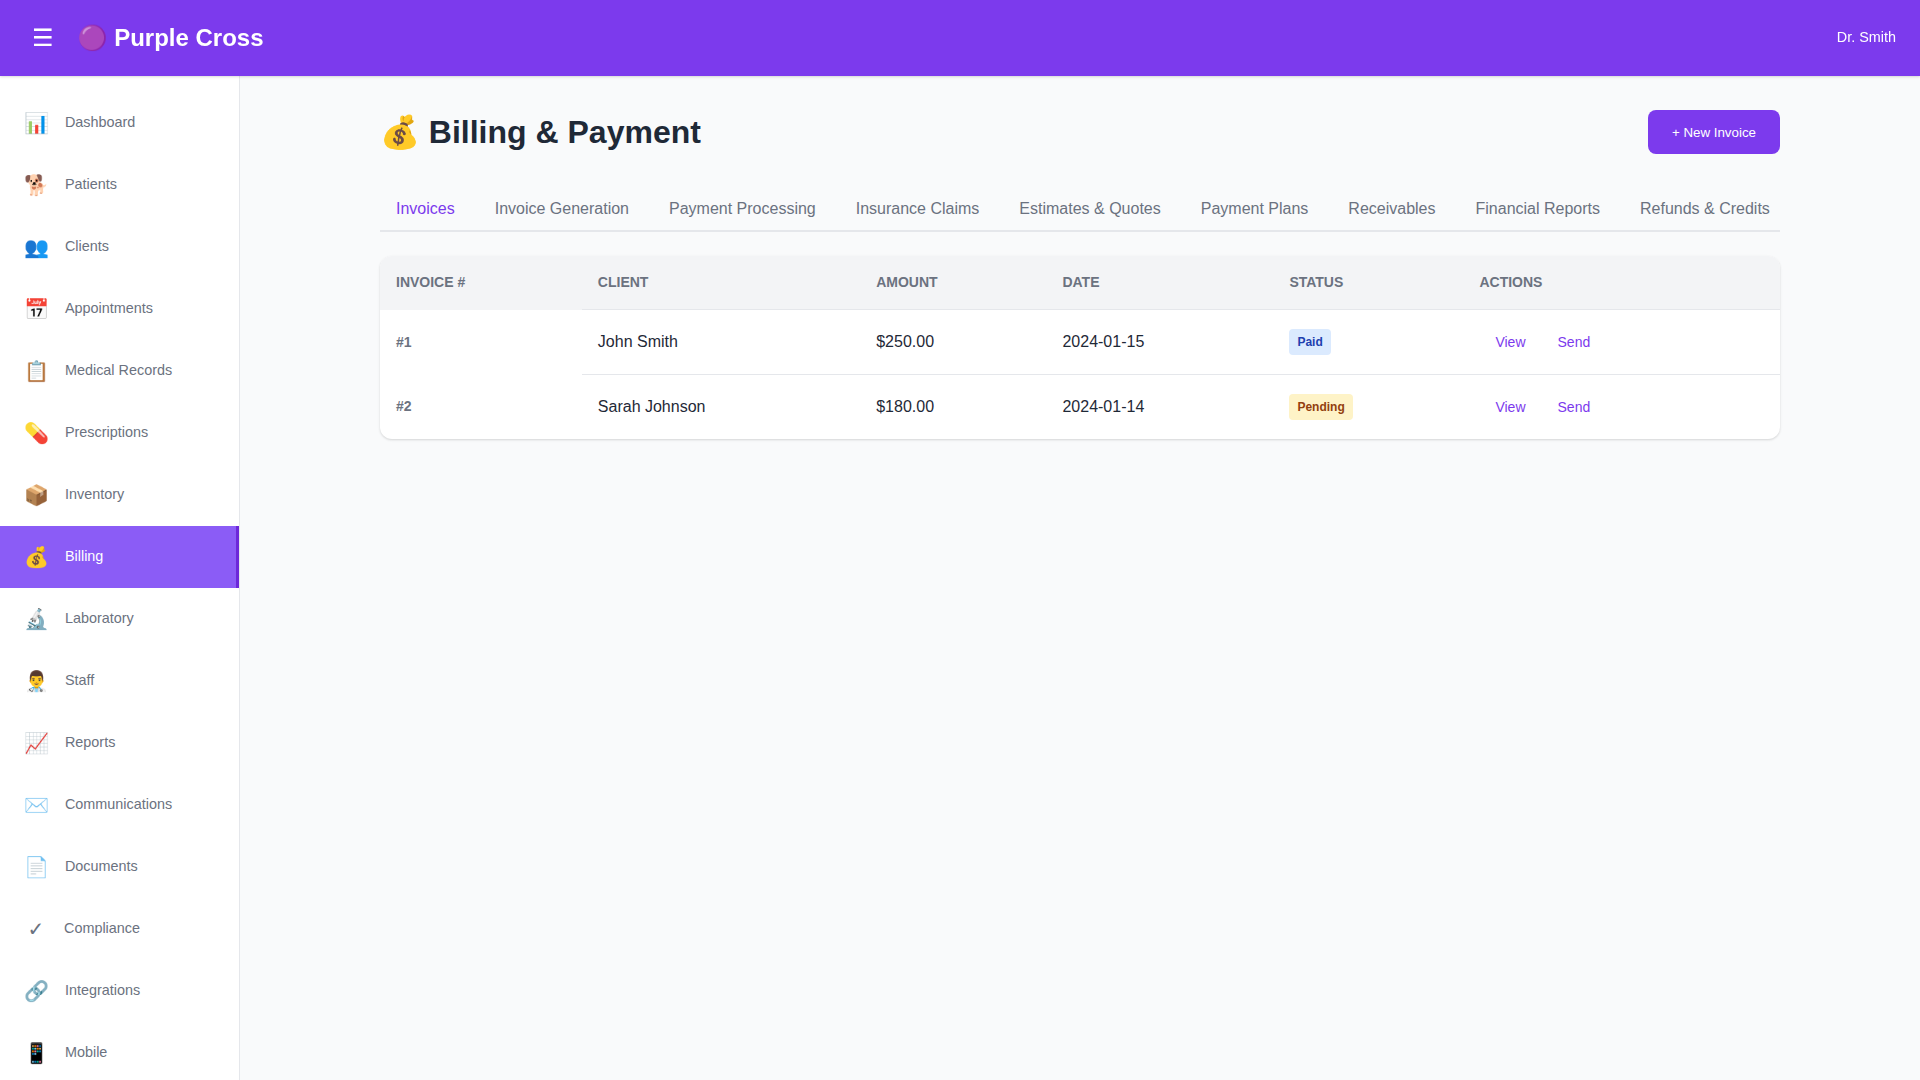 ☰ 🟣 Purple Cross
Dr. Smith
📊 Dashboard
🐕 Patients
👥 Clients
📅 Appointments
📋 Medical Records
💊 Prescriptions
📦 Inventory
💰 Billing
🔬 Laboratory
👨‍⚕️ Staff
📈 Reports
✉️ Communications
📄 Documents
✓ Compliance
🔗 Integrations
📱 Mobile
💰 Billing & Payment
+ New Invoice
Invoices Invoice Generation Payment Processing Insurance Claims Estimates & Quotes Payment Plans Receivables Financial Reports Refunds & Credits
INVOICE # CLIENT AMOUNT DATE STATUS ACTIONS
#1 John Smith $250.00 2024-01-15 Paid View Send
#2 Sarah Johnson $180.00 2024-01-14 Pending View Send